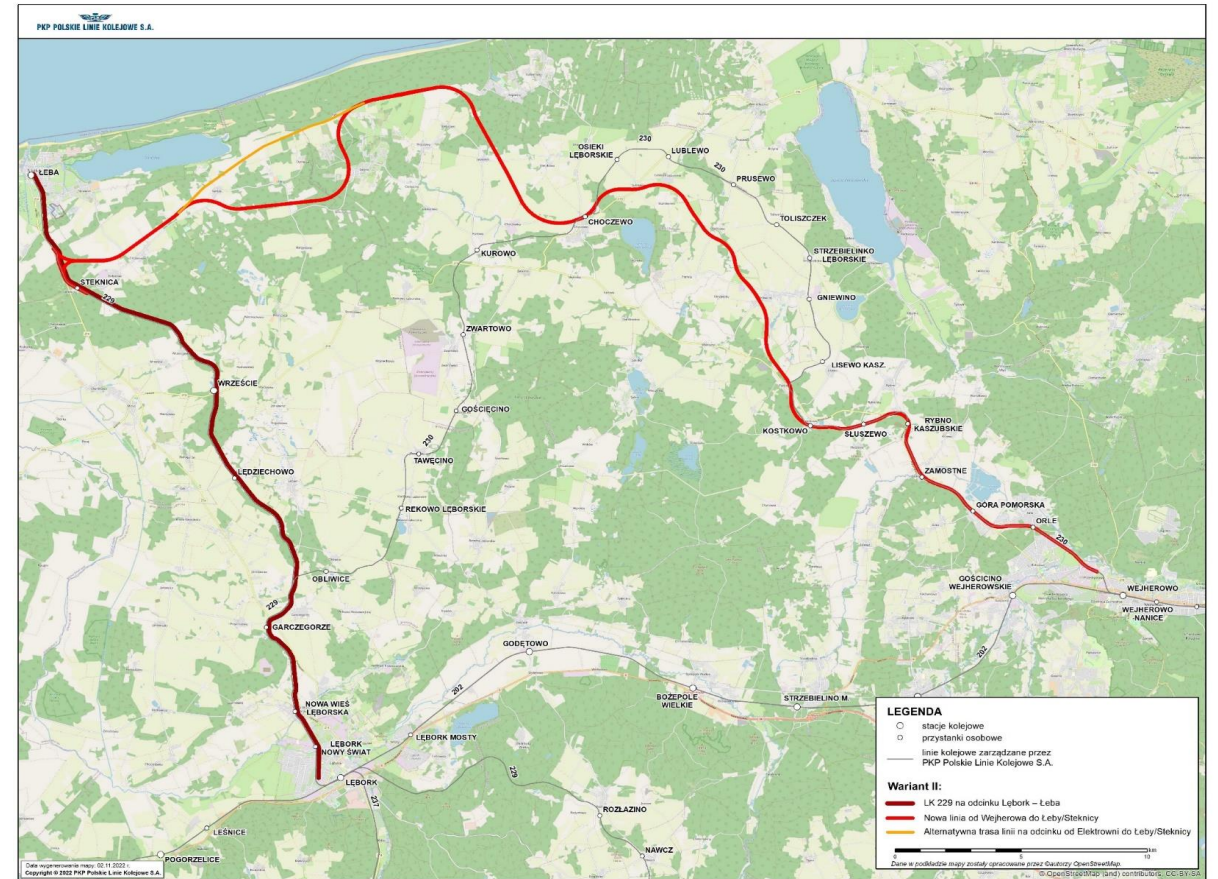 PKP POLSKIE LINIE KOLEJOWE S.A.
ŁEBA
STEKNICA
229
WRZEŚCIE
LĘDZIECHOWO
229
GARCZEGORZE
NOWA WIEŚ
LĘBORSKA
LĘBORK
NOWY ŚWIAT
LĘBORK
LĘBORK MOSTY
237
LEŚNICE
POGORZELICE
OBLIWICE
REKOWO LĘBORSKIE
TAWĘCINO
230
GOŚCIĘCINO
ZWARTOWO
KUROWO
CHOCZEWO
OSIEKI
LĘBORSKIE
230
LUBLEWO
230
PRUSEWO
TOLISZCZEK
STRZEBIELINKO
LĘBORSKIE
GNIEWINO
LISEWO KASZ.
KOSTKOWO
SŁUSZEWO
RYBNO
KASZUBSKIE
ZAMOSTNE
GÓRA POMORSKA
ORLE
230
GOŚCICINO
WEJHEROWSKIE
WEJHEROWO
WEJHEROWO
NANICE
202
GODĘTOWO
202
BOŻEPOLE
WIELKIE
STRZEBIELINO M
229
ROZŁAZINO
NAWCZ
LEGENDA
stacje kolejowe
przystanki osobowe
linie kolejowe zarządzane przez
PKP Polskie Linie Kolejowe S.A.
Wariant II:
LK 229 na odcinku Lębork – Łeba
Nowa linia od Wejherowa do Łeby/Steknicy
Alternatywna trasa linii na odcinku od Elektrowni do Łeby/Steknicy
km
0 5 10
Dane w podkładzie mapy zostały opracowane przez ©autorzy OpenStreetMap.
© OpenStreetMap (and) contributors, CC-BY-SA
Data wygenerowania mapy: 02.11.2022 r.
Copyright © 2022 PKP Polskie Linie Kolejowe S.A.